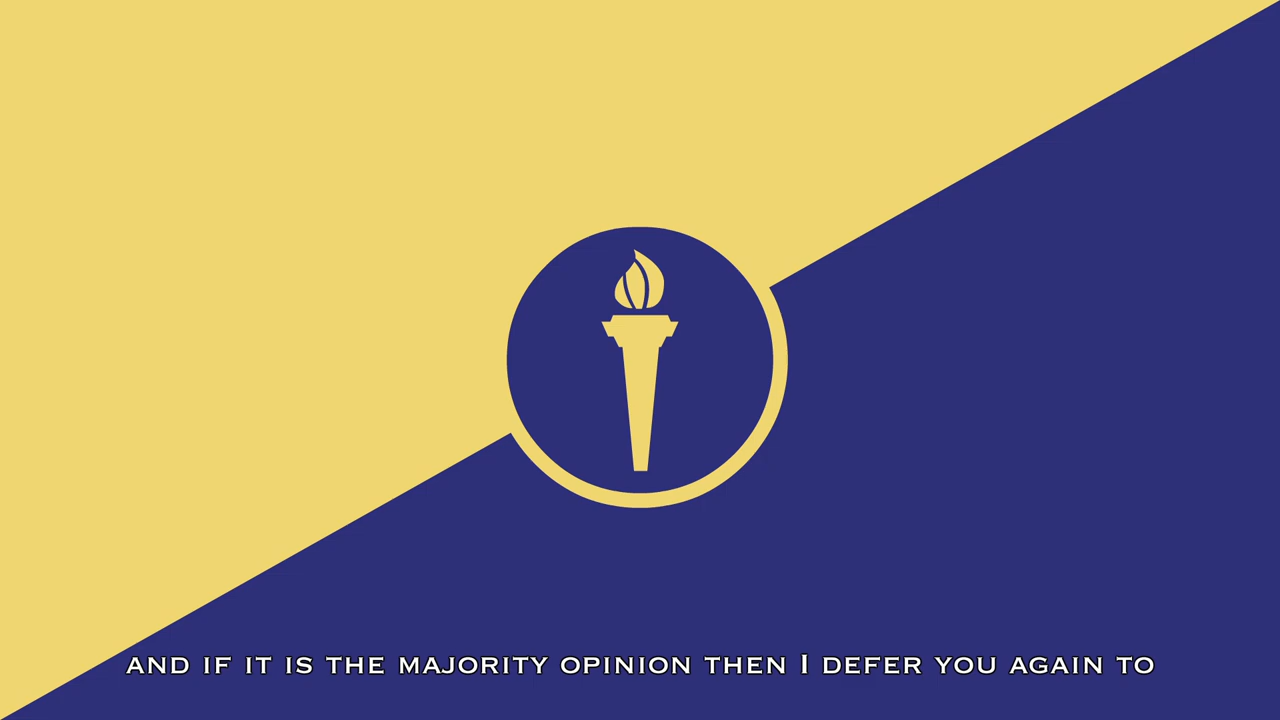 AND IF IT IS THE MAJORITY OPINION THEN I DEFER YOU AGAIN TO